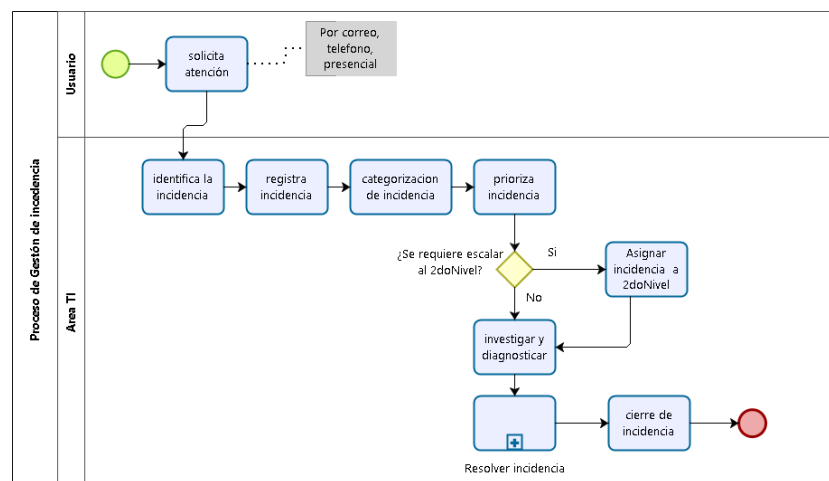 Proceso de Gestón de incedencia
Usuario
solicita
atención
Por correo,
telefono,
presencial
Area TI
identifica la
incidencia
registra
incidencia
categorizacion
de incidencia
prioriza
incidencia
¿Se requiere escalar
al 2doNivel?
Si
Asignar
incidencia a
2doNivel
No
investigar y
diagnosticar
Resolver incidencia
cierre de
incidencia